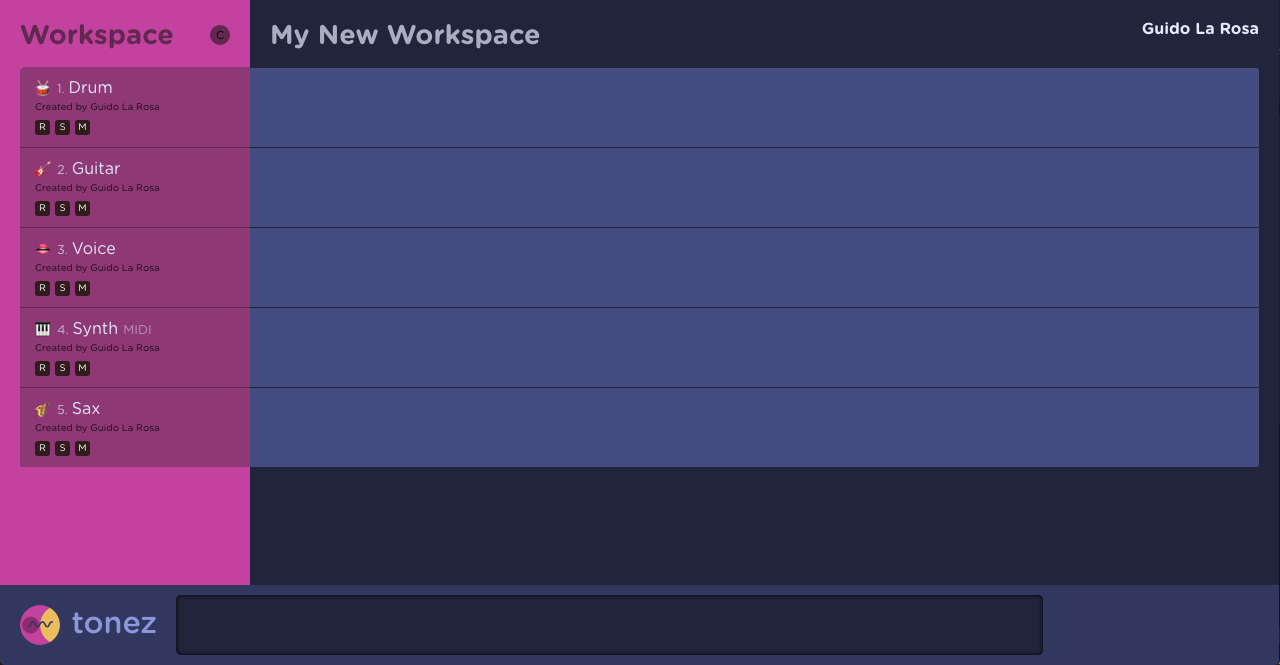 Workspace
C
My New Workspace
Guido La Rosa
1. Drum
Created by Guido La Rosa
R S M
2. Guitar
Created by Guido La Rosa
R S M
3. Voice
Created by Guido La Rosa
R S M
4. Synth MIDI
Created by Guido La Rosa
R S M
5. Sax
Created by Guido La Rosa
R S M
tonez